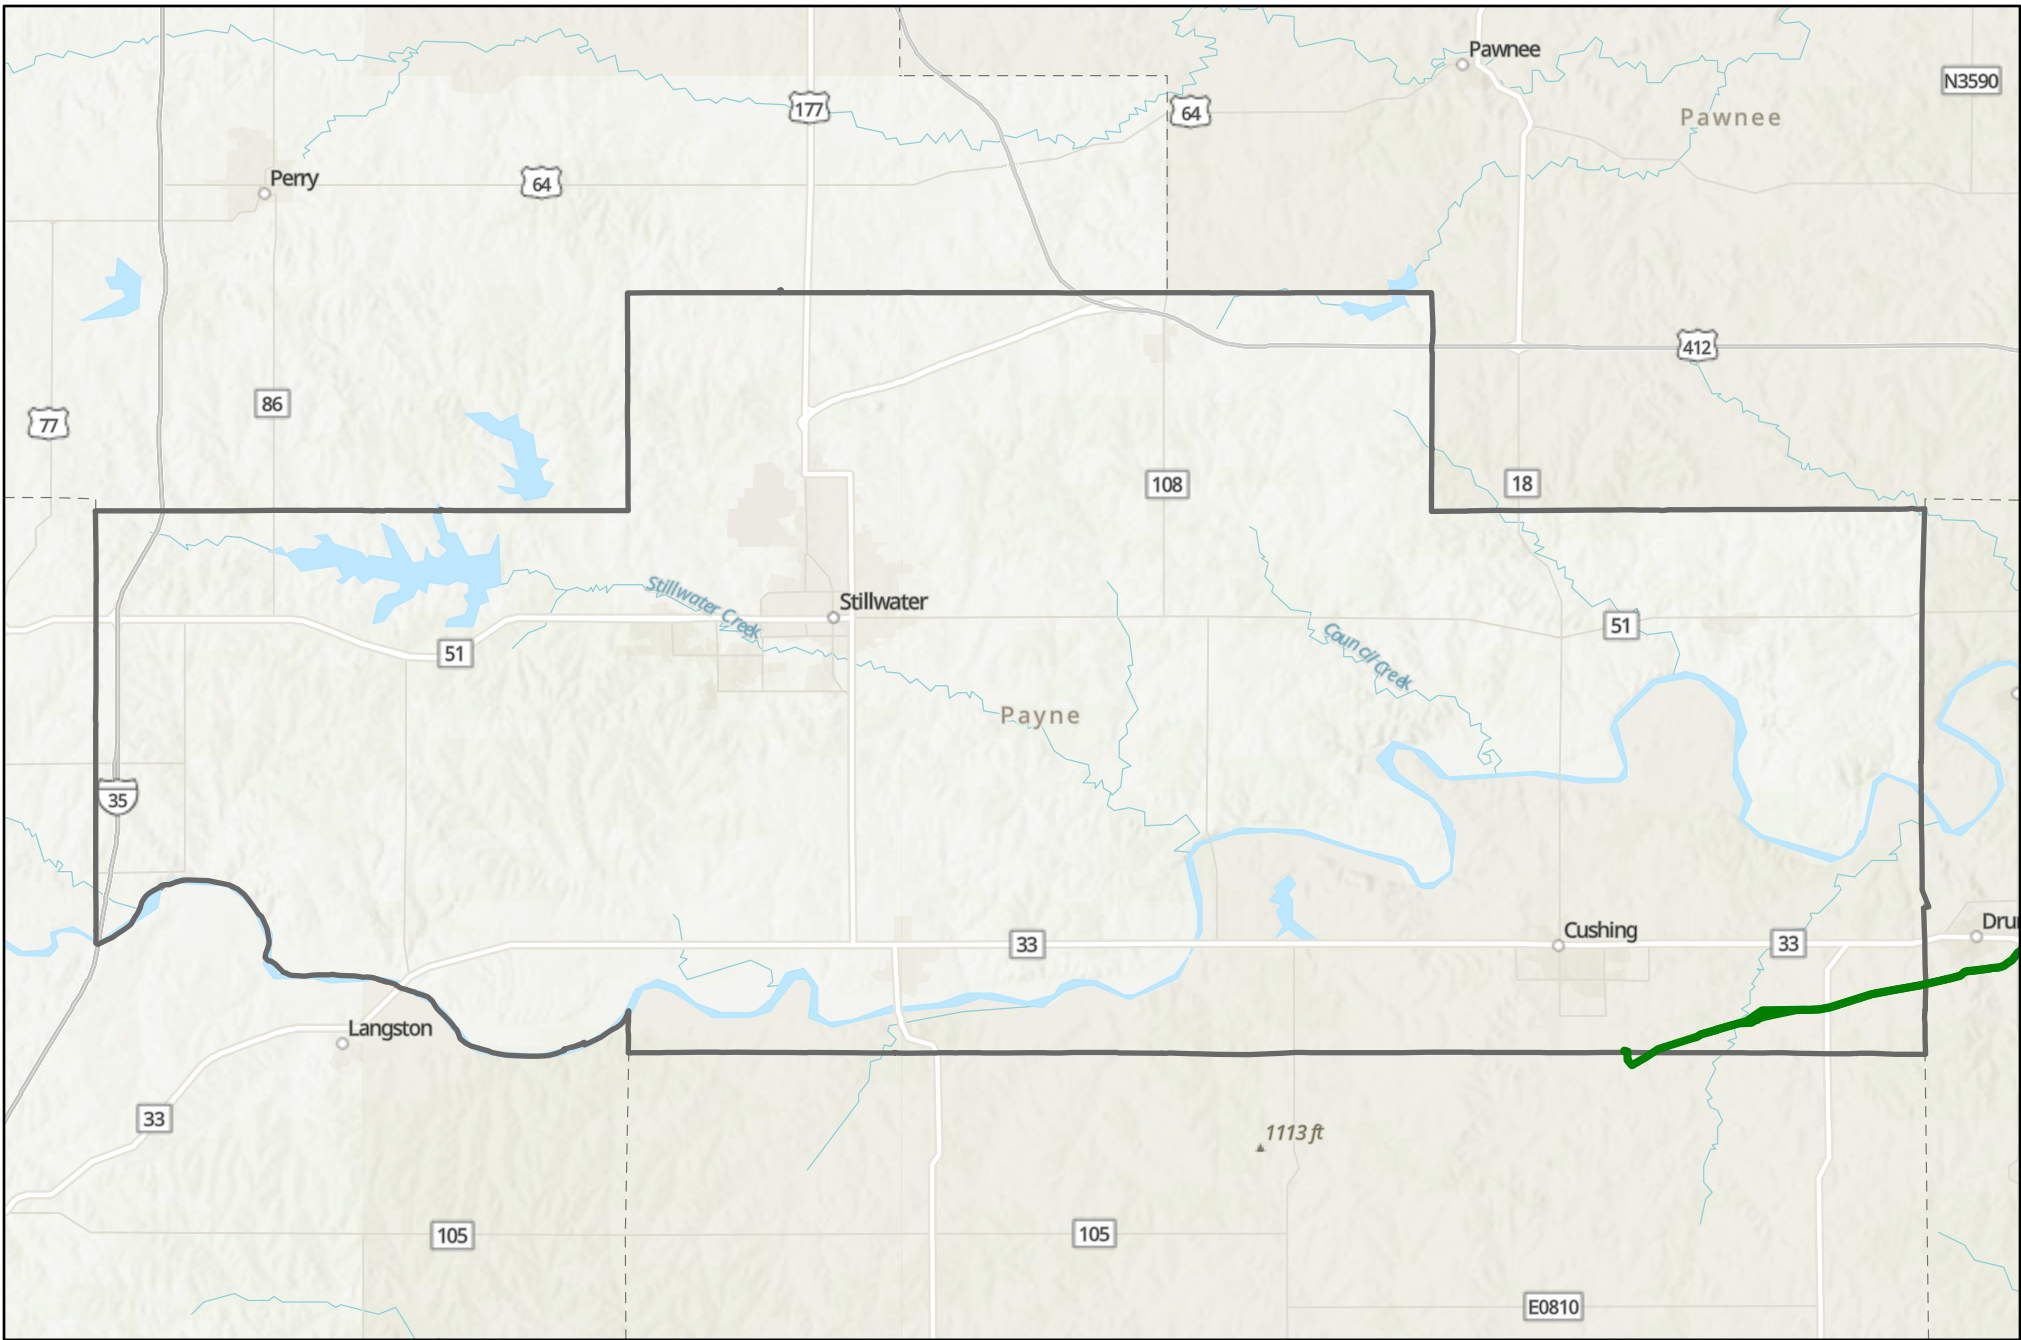 Pawnee
N3590
177
64
Pawnee
Perry
64
412
86
77
108
18
Stillwater Creek
Stillwater
51
Council Creek
51
Payne
35
Cushing
33
33
Dru
Langston
33
1113 ft
105
105
E0810